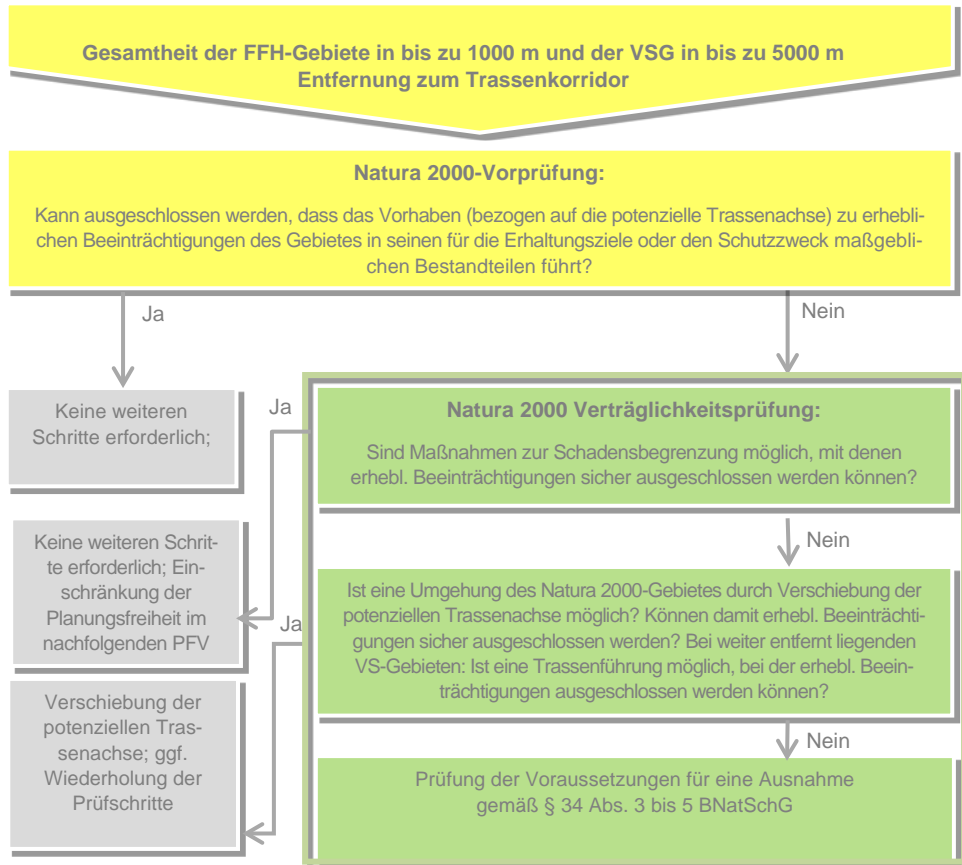 Gesamtheit der FFH-Gebiete in bis zu 1000 m und der VSG in bis zu 5000 m
Entfernung zum Trassenkorridor
Natura 2000-Vorprüfung:
Kann ausgeschlossen werden, dass das Vorhaben (bezogen auf die potenzielle Trassenachse) zu erhebli-
chen Beeinträchtigungen des Gebietes in seinen für die Erhaltungsziele oder den Schutzzweck maßgebli-
chen Bestandteilen führt?
Ja
Nein
Keine weiteren
Schritte erforderlich;
Ja
Natura 2000 Verträglichkeitsprüfung:
Sind Maßnahmen zur Schadensbegrenzung möglich, mit denen
erhebl. Beeinträchtigungen sicher ausgeschlossen werden können?
Keine weiteren Schrit-
te erforderlich; Ein-
schränkung der
Planungsfreiheit im
nachfolgenden PFV
Nein
Ja
Ist eine Umgehung des Natura 2000-Gebietes durch Verschiebung der
potenziellen Trassenachse möglich? Können damit erhebl. Beeinträchti-
gungen sicher ausgeschlossen werden? Bei weiter entfernt liegenden
VS-Gebieten: Ist eine Trassenführung möglich, bei der erhebl. Beein-
trächtigungen ausgeschlossen werden können?
Verschiebung der
potenziellen Tras-
senachse; ggf.
Wiederholung der
Prüfschritte
Nein
Prüfung der Voraussetzungen für eine Ausnahme
gemäß § 34 Abs. 3 bis 5 BNatSchG